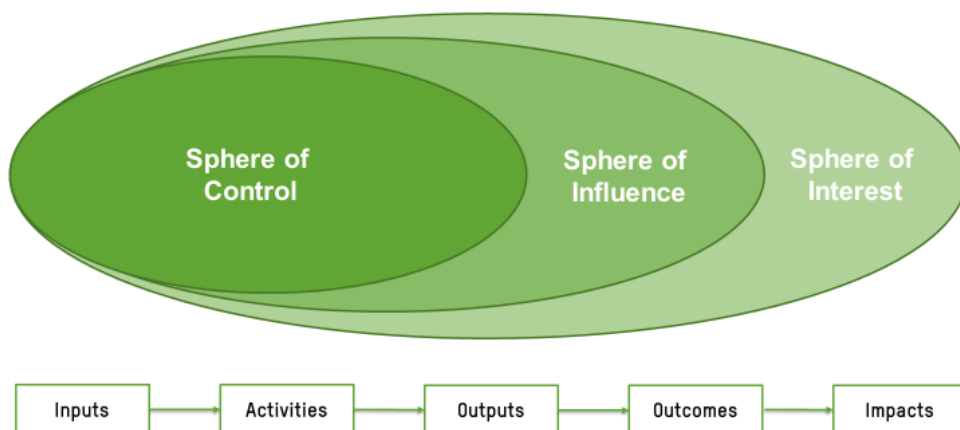 Sphere of
Control
Sphere of
Influence
Sphere of
Interest
Inputs
Activities
Outputs
Outcomes
Impacts